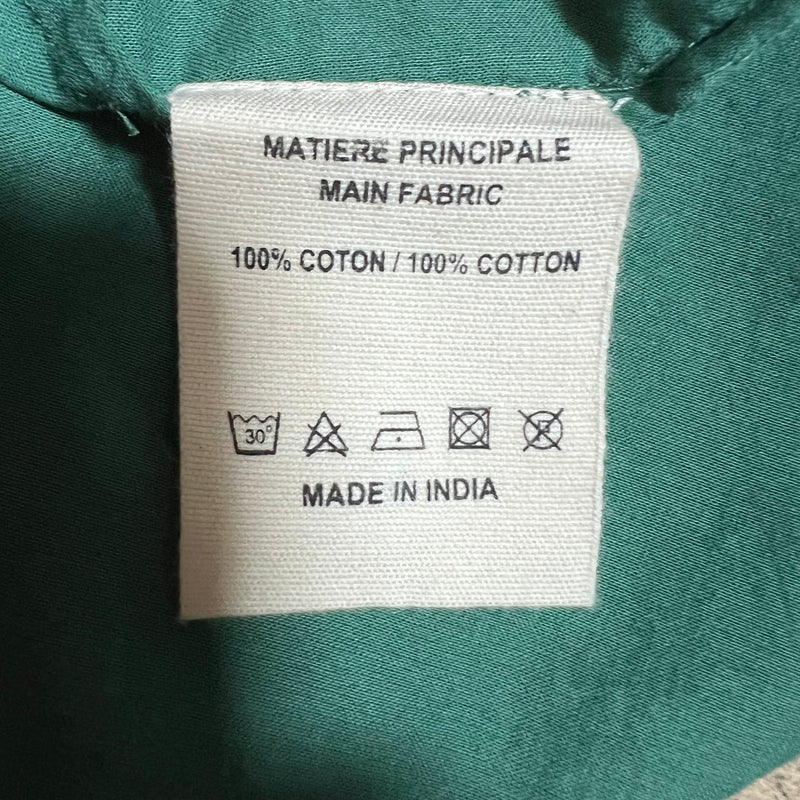 MATIERE PRINCIPALE
MAIN FABRIC
100% COTON / 100% COTTON
30°
MADE IN INDIA